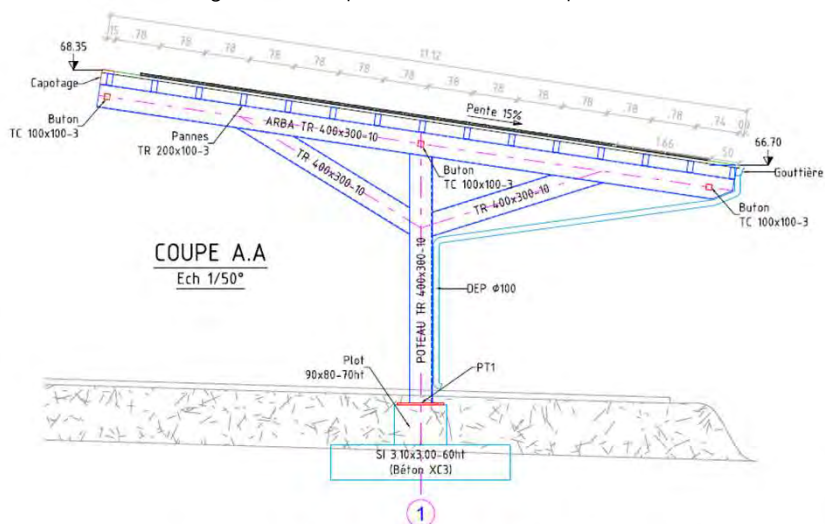 11.12
.15
.78
.78
.78
.78
.78
.78
.78
.78
.78
.78
.78
.78
.78
.74
68.35
Capotage
Buton
TC 100x100-3
Pannes
TR 200x100-3
ARBA TR 400x300-10
Pente 15%
1.66
.50
66.70
Gouttière
TR 400x300-10
Buton
TC 100x100-3
TR 400x300-10
Buton
TC 100x100-3
COUPE A.A
Ech 1/50°
POTEAU TR 400x300-10
DEP Φ100
Plot
90x80-70ht
PT1
SI 3.10x3.00-60ht
(Béton XC3)
1